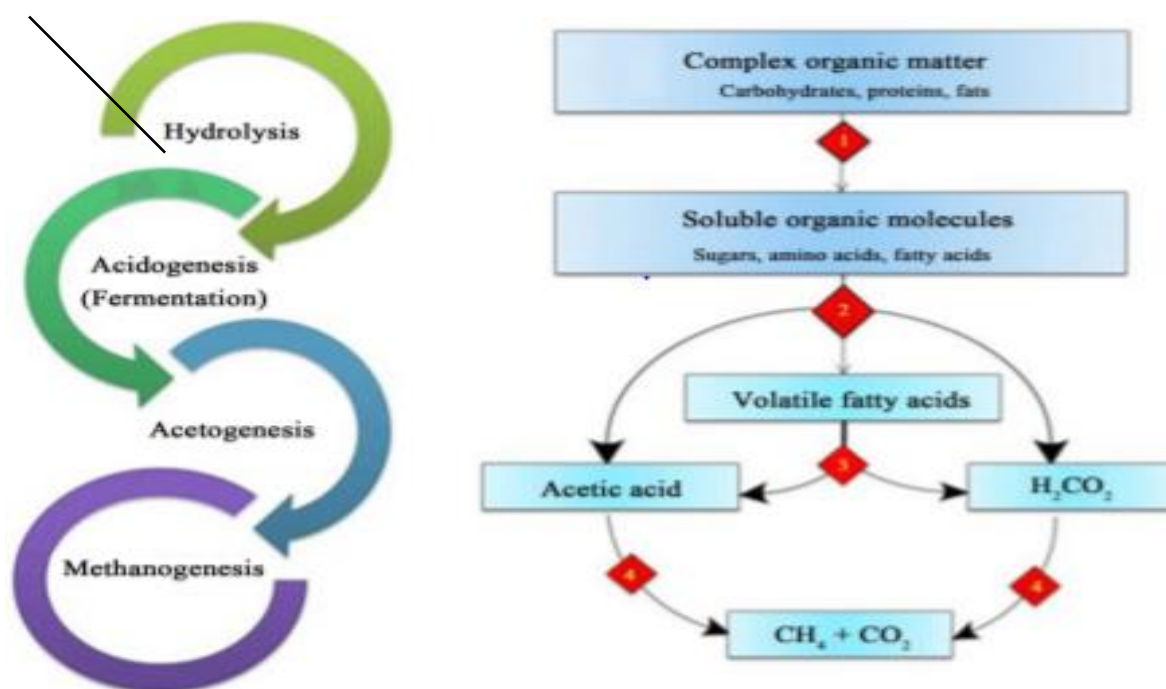 Hydrolysis
Acidogenesis
(Fermentation)
Acetogenesis
Methanogenesis
Complex organic matter
Carbohydrates, proteins, fats
1
Soluble organic molecules
Sugars, amino acids, fatty acids
2
Volatile fatty acids
3
Acetic acid
H₂CO₂
4
4
CH₄ + CO₂